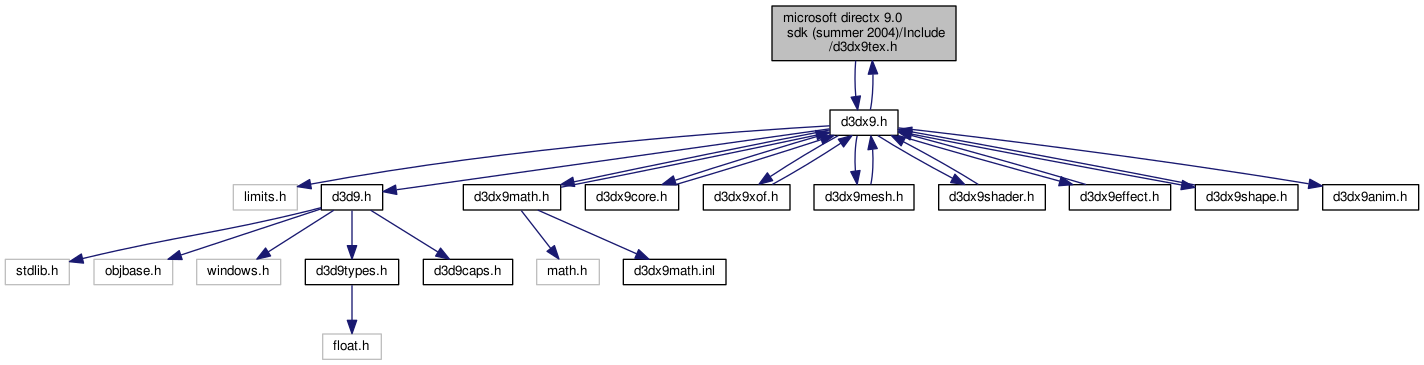 microsoft directx 9.0
sdk (summer 2004)/Include
/d3dx9tex.h
d3dx9.h
limits.h
d3d9.h
d3dx9math.h
d3dx9core.h
d3dx9xof.h
d3dx9mesh.h
d3dx9shader.h
d3dx9effect.h
d3dx9shape.h
d3dx9anim.h
stdlib.h
objbase.h
windows.h
d3d9types.h
d3d9caps.h
math.h
d3dx9math.inl
float.h